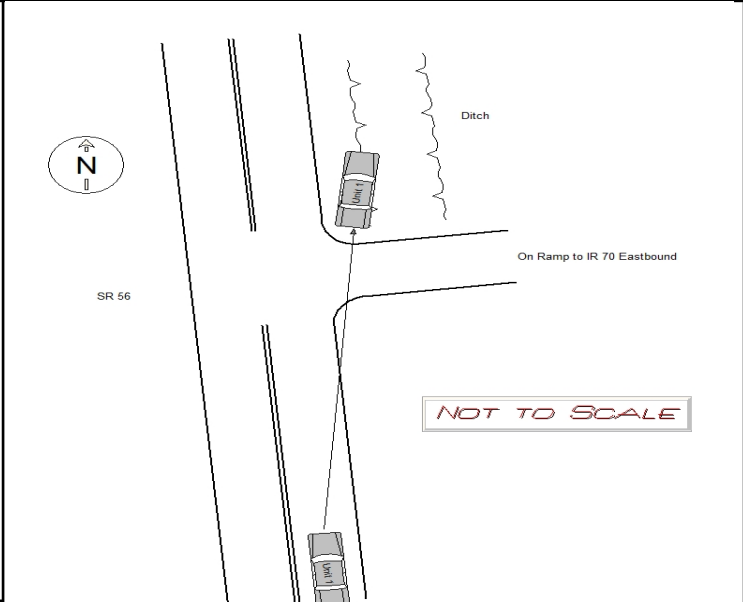 Ditch
N
Unit 1
On Ramp to IR 70 Eastbound
SR 56
NOT TO SCALE
Unit 1